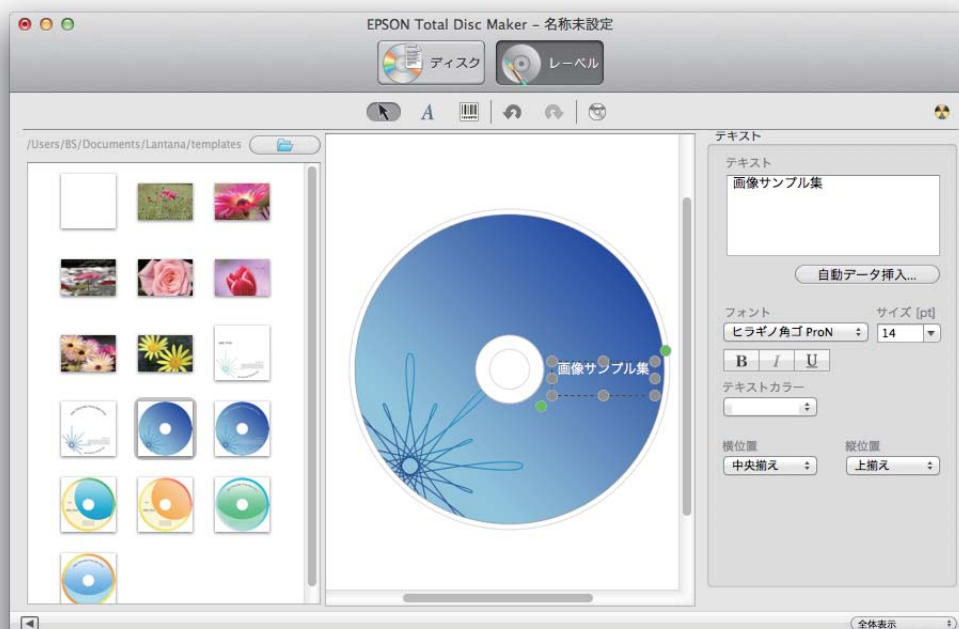 EPSON Total Disc Maker – 名称未設定
ディスク
レーベル
A
/Users/BS/Documents/Lantana/templates
画像サンプル集
テキスト
テキスト
画像サンプル集
自動データ挿入...
フォント
サイズ [pt]
ヒラギノ角ゴ ProN
14
B I U
テキストカラー
横位置
縦位置
中央揃え
上揃え
全体表示